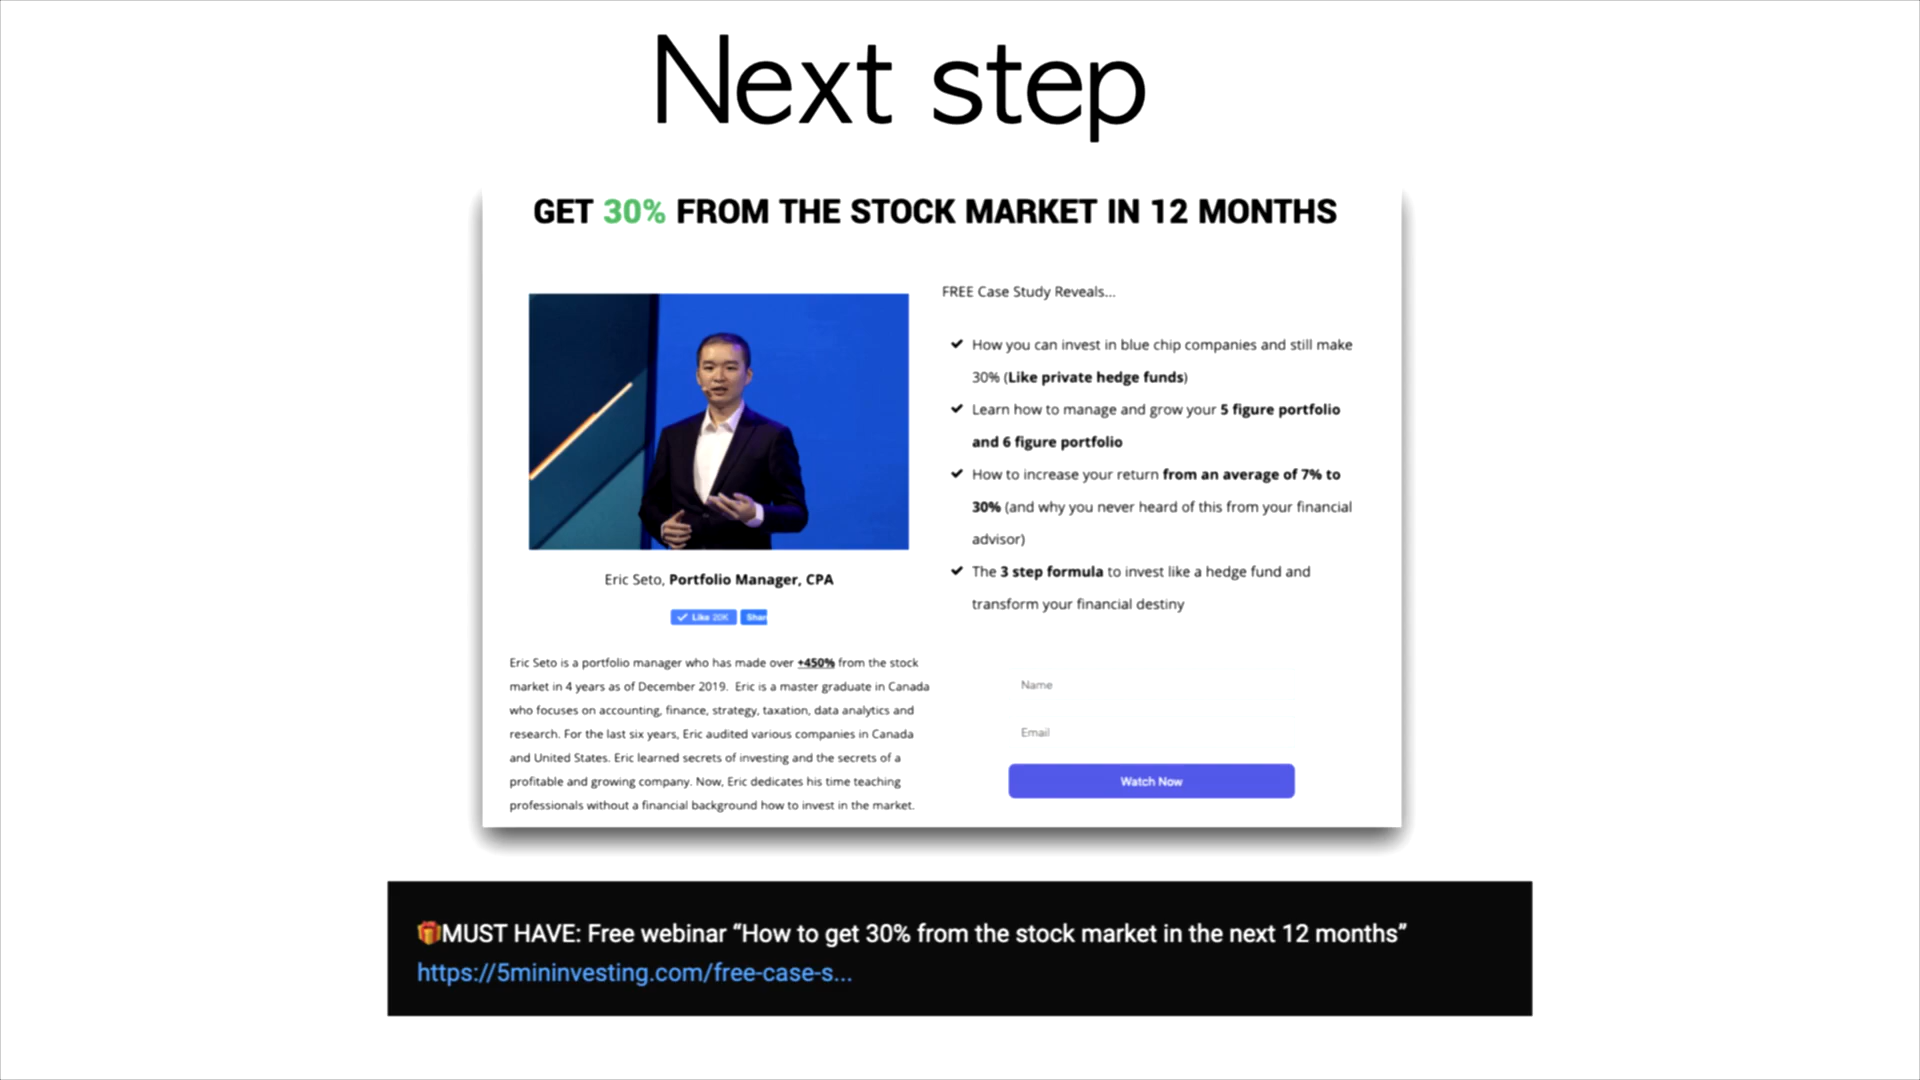 Next step
GET 30% FROM THE STOCK MARKET IN 12 MONTHS
FREE Case Study Reveals...
How you can invest in blue chip companies and still make
30% (Like private hedge funds)
Learn how to manage and grow your 5 figure portfolio
and 6 figure portfolio
How to increase your return from an average of 7% to
30% (and why you never heard of this from your financial
advisor)
The 3 step formula to invest like a hedge fund and
transform your financial destiny
Eric Seto, Portfolio Manager, CPA
Like 20K Shar
Eric Seto is a portfolio manager who has made over +450% from the stock
market in 4 years as of December 2019. Eric is a master graduate in Canada
who focuses on accounting, finance, strategy, taxation, data analytics and
research. For the last six years, Eric audited various companies in Canada
and United States. Eric learned secrets of investing and the secrets of a
profitable and growing company. Now, Eric dedicates his time teaching
professionals without a financial background how to invest in the market.
Name
Email
Watch Now
🎁MUST HAVE: Free webinar “How to get 30% from the stock market in the next 12 months”
https://5mininvesting.com/free-case-s...